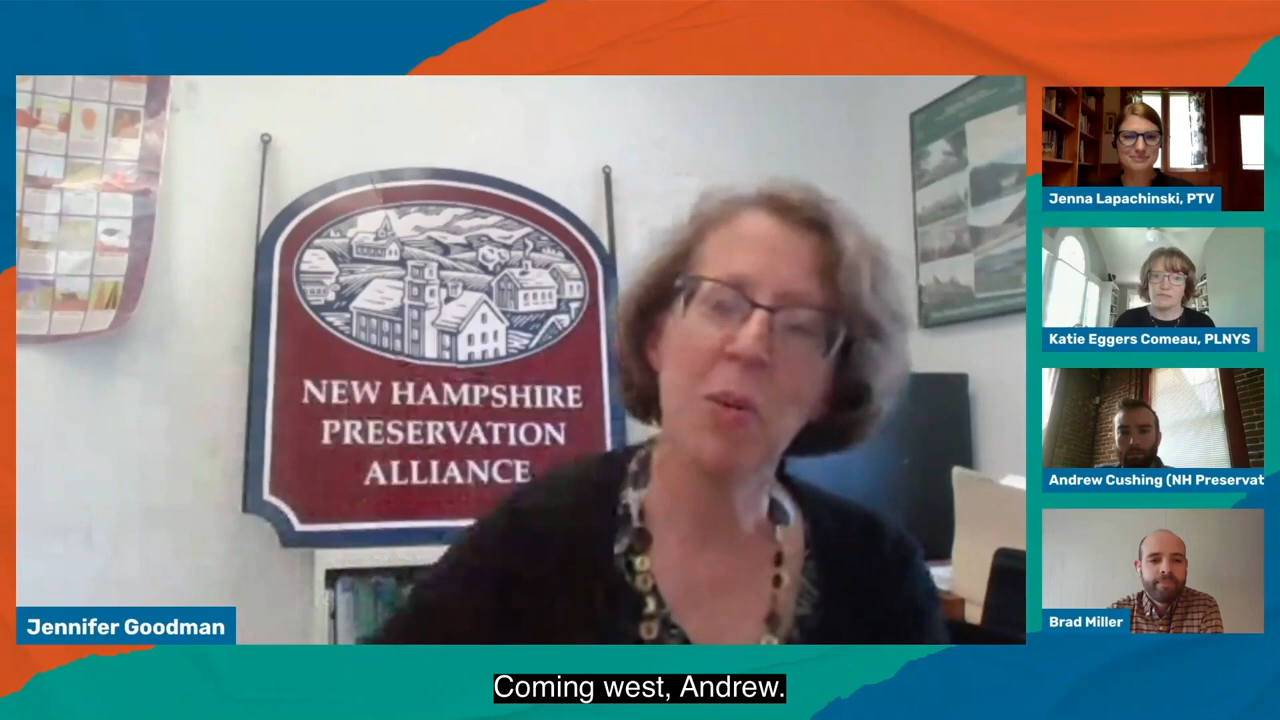 NEW HAMPSHIRE
PRESERVATION
ALLIANCE
Jennifer Goodman
Jenna Lapachinski, PTV
Katie Eggers Comeau, PLNYS
Andrew Cushing (NH Preservat
Brad Miller
Coming west, Andrew.